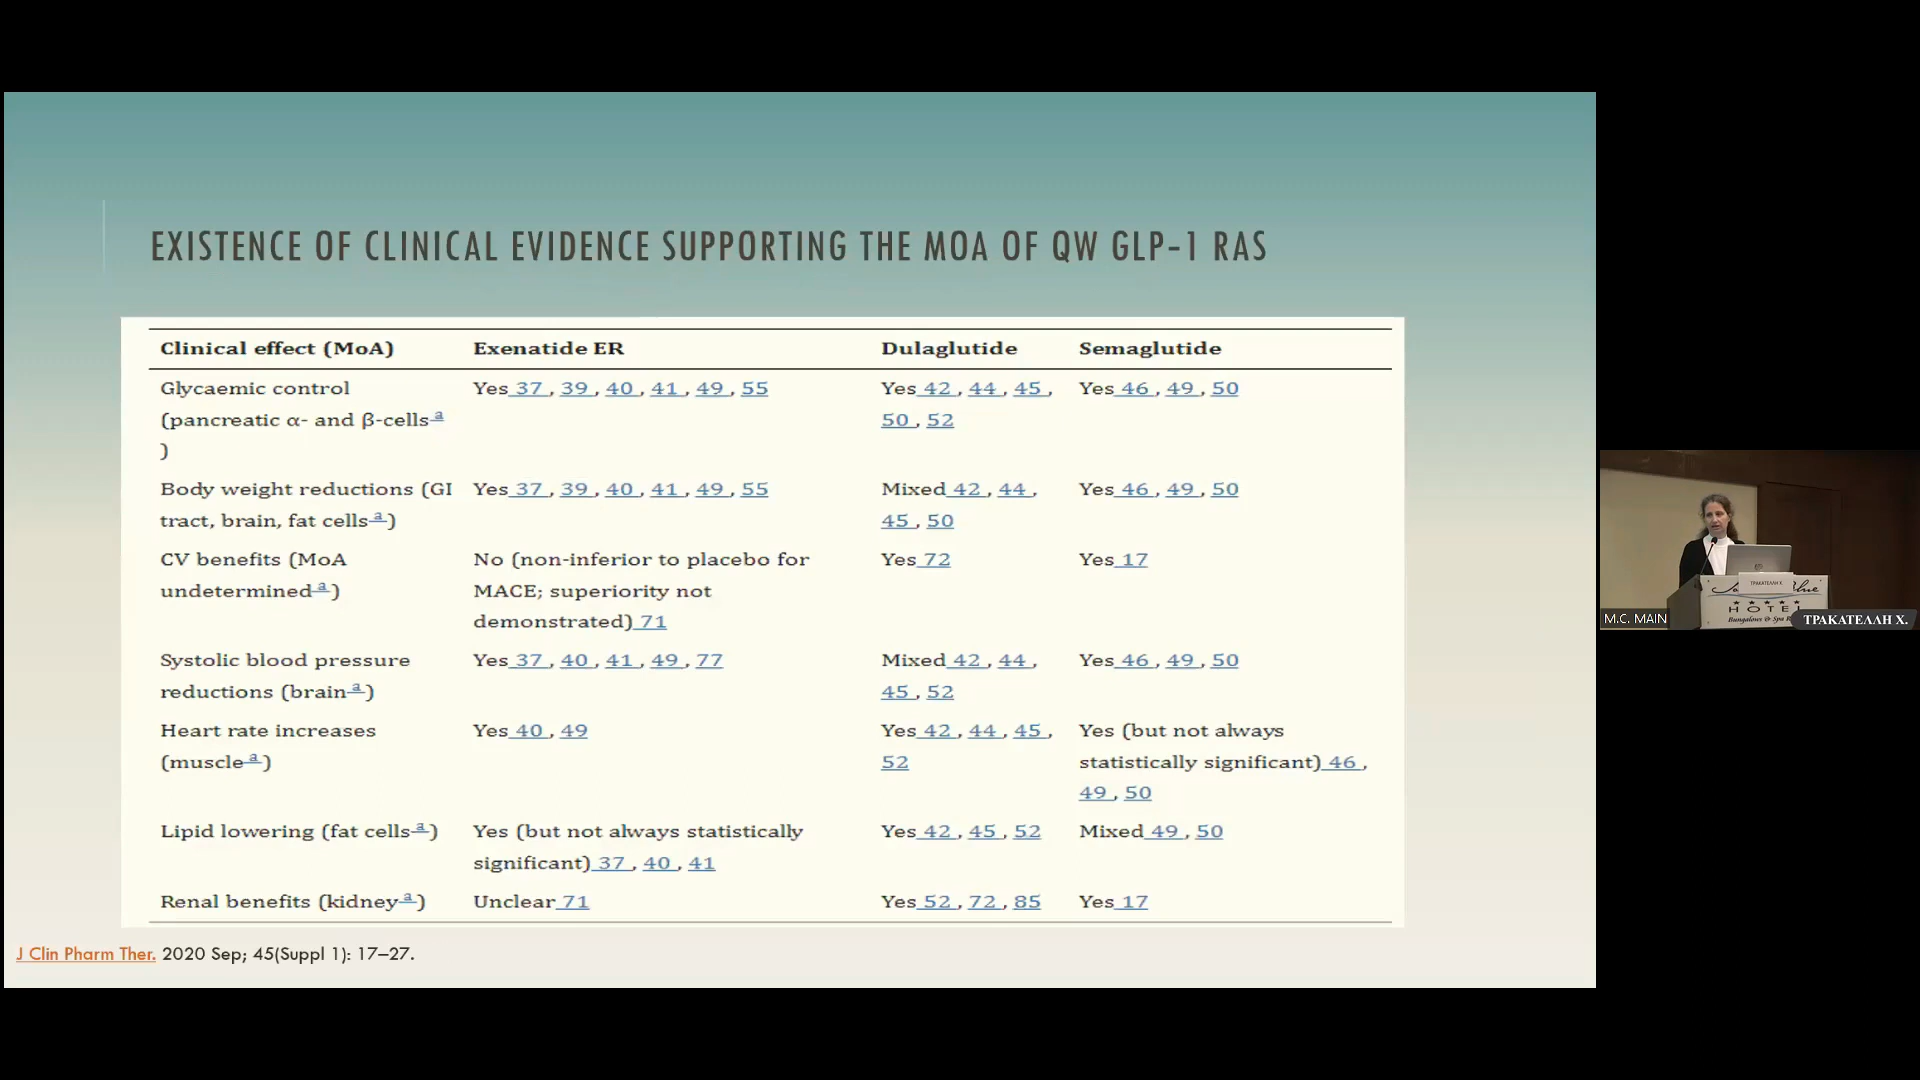 EXISTENCE OF CLINICAL EVIDENCE SUPPORTING THE MOA OF QW GLP-1 RAS
Clinical effect (MoA) Exenatide ER Dulaglutide Semaglutide
Glycaemic control Yes 37 , 39 , 40 , 41 , 49 , 55 Yes 42 , 44 , 45 , Yes 46 , 49 , 50
(pancreatic α- and β-cells a 50 , 52
)
Body weight reductions (GI Yes 37 , 39 , 40 , 41 , 49 , 55 Mixed 42 , 44 , Yes 46 , 49 , 50
tract, brain, fat cells a ) 45 , 50
CV benefits (MoA No (non-inferior to placebo for Yes 72 Yes 17
undetermined a ) MACE; superiority not
demonstrated) 71
Systolic blood pressure Yes 37 , 40 , 41 , 49 , 77 Mixed 42 , 44 , Yes 46 , 49 , 50
reductions (brain a ) 45 , 52
Heart rate increases Yes 40 , 49 Yes 42 , 44 , 45 , Yes (but not always
(muscle a ) 52 statistically significant) 46 ,
49 , 50
Lipid lowering (fat cells a ) Yes (but not always statistically Yes 42 , 45 , 52 Mixed 49 , 50
significant) 37 , 40 , 41
Renal benefits (kidney a ) Unclear 71 Yes 52 , 72 , 85 Yes 17
J Clin Pharm Ther. 2020 Sep; 45(Suppl 1): 17–27.
ΤΡΑΚΑΤΕΛΛΗ Χ.
HOTEL
Bungalows & Spa
M.C. MAIN
ΤΡΑΚΑΤΕΛΛΗ Χ.